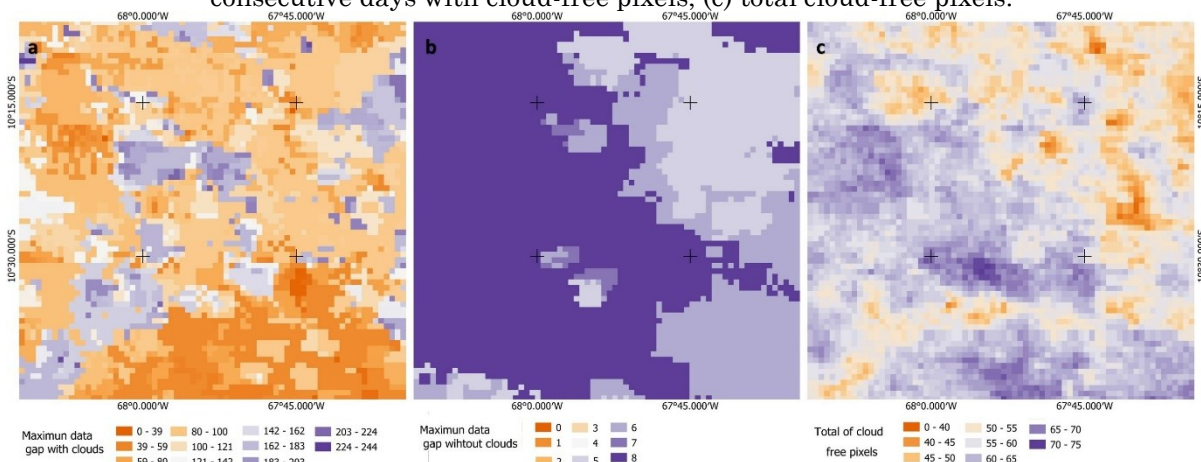 consecutive days with cloud-free pixels, (c) total cloud-free pixels.
68°0.000'W 67°45.000'W 68°0.000'W 67°45.000'W 68°0.000'W 67°45.000'W
a b c
10°15.000'S
10°30.000'S
68°0.000'W 67°45.000'W 68°0.000'W 67°45.000'W 68°0.000'W 67°45.000'W
Maximun data
gap with clouds
0 - 39
39 - 59
59 - 80
80 - 100
100 - 121
121 - 142
142 - 162
162 - 183
183 - 203
203 - 224
224 - 244
Maximun data
gap wihtout clouds
0
1
2
3
4
5
6
7
8
Total of cloud
free pixels
0 - 40
40 - 45
45 - 50
50 - 55
55 - 60
60 - 65
65 - 70
70 - 75